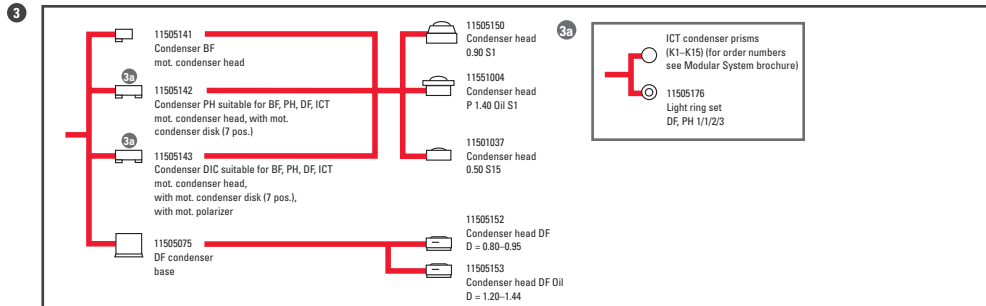 3
11505141
Condenser BF
mot. condenser head
3a
11505142
Condenser PH suitable for BF, PH, DF, ICT
mot. condenser head, with mot.
condenser disk (7 pos.)
3a
11505143
Condenser DIC suitable for BF, PH, DF, ICT
mot. condenser head,
with mot. condenser disk (7 pos.),
with mot. polarizer
11505075
DF condenser
base
11505150
Condenser head
0.90 S1
11551004
Condenser head
P 1.40 Oil S1
11501037
Condenser head
0.50 S15
11505152
Condenser head DF
D = 0.80–0.95
11505153
Condenser head DF Oil
D = 1.20–1.44
3a
ICT condenser prisms
(K1–K15) (for order numbers
see Modular System brochure)
11505176
Light ring set
DF, PH 1/1/2/3